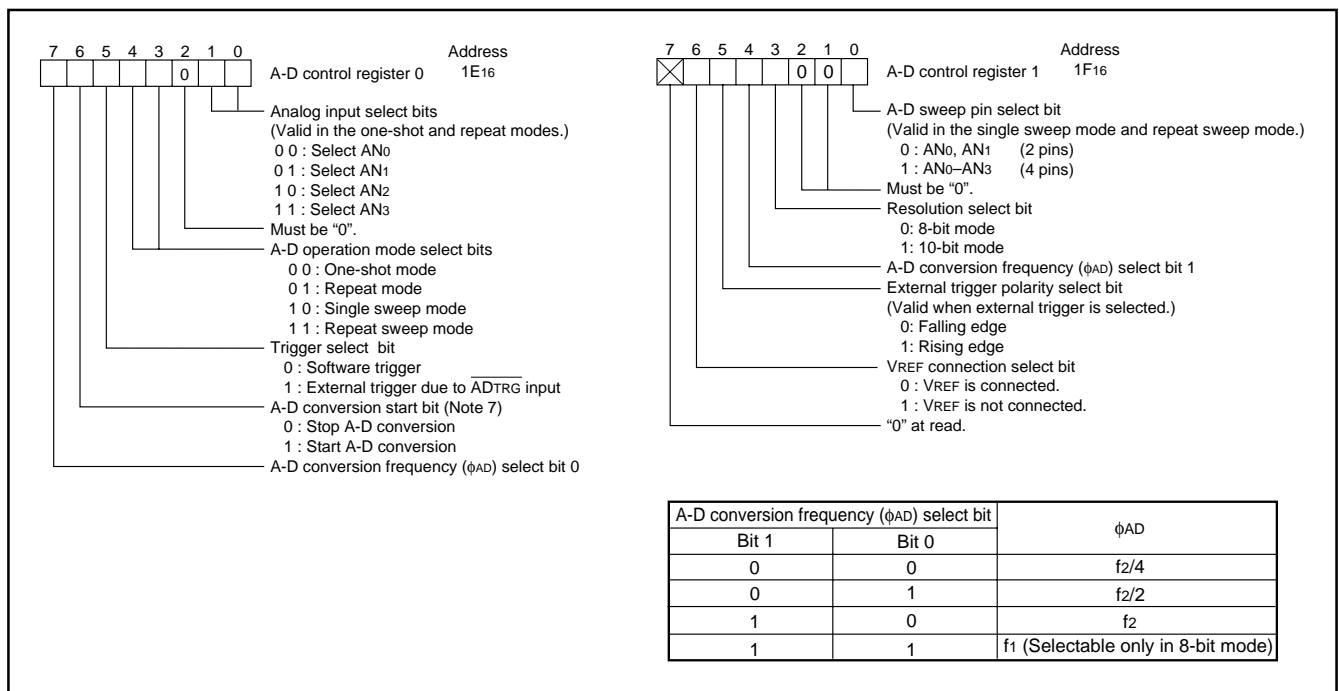 7 6 5 4 3 2 1 0 Address
0 A-D control register 0 1E16
Analog input select bits
(Valid in the one-shot and repeat modes.)
0 0 : Select AN0
0 1 : Select AN1
1 0 : Select AN2
1 1 : Select AN3
Must be “0”.
A-D operation mode select bits
0 0 : One-shot mode
0 1 : Repeat mode
1 0 : Single sweep mode
1 1 : Repeat sweep mode
Trigger select bit
0 : Software trigger
1 : External trigger due to ADTRG input
A-D conversion start bit (Note 7)
0 : Stop A-D conversion
1 : Start A-D conversion
A-D conversion frequency (ϕAD) select bit 0
7 6 5 4 3 2 1 0 Address
0 0 A-D control register 1 1F16
A-D sweep pin select bit
(Valid in the single sweep mode and repeat sweep mode.)
0 : AN0, AN1 (2 pins)
1 : AN0–AN3 (4 pins)
Must be “0”.
Resolution select bit
0: 8-bit mode
1: 10-bit mode
A-D conversion frequency (ϕAD) select bit 1
External trigger polarity select bit
(Valid when external trigger is selected.)
0: Falling edge
1: Rising edge
VREF connection select bit
0 : VREF is connected.
1 : VREF is not connected.
“0” at read.
A-D conversion frequency (ϕAD) select bit ϕAD
Bit 1 Bit 0
0 0 f2/4
0 1 f2/2
1 0 f2
1 1 f1 (Selectable only in 8-bit mode)